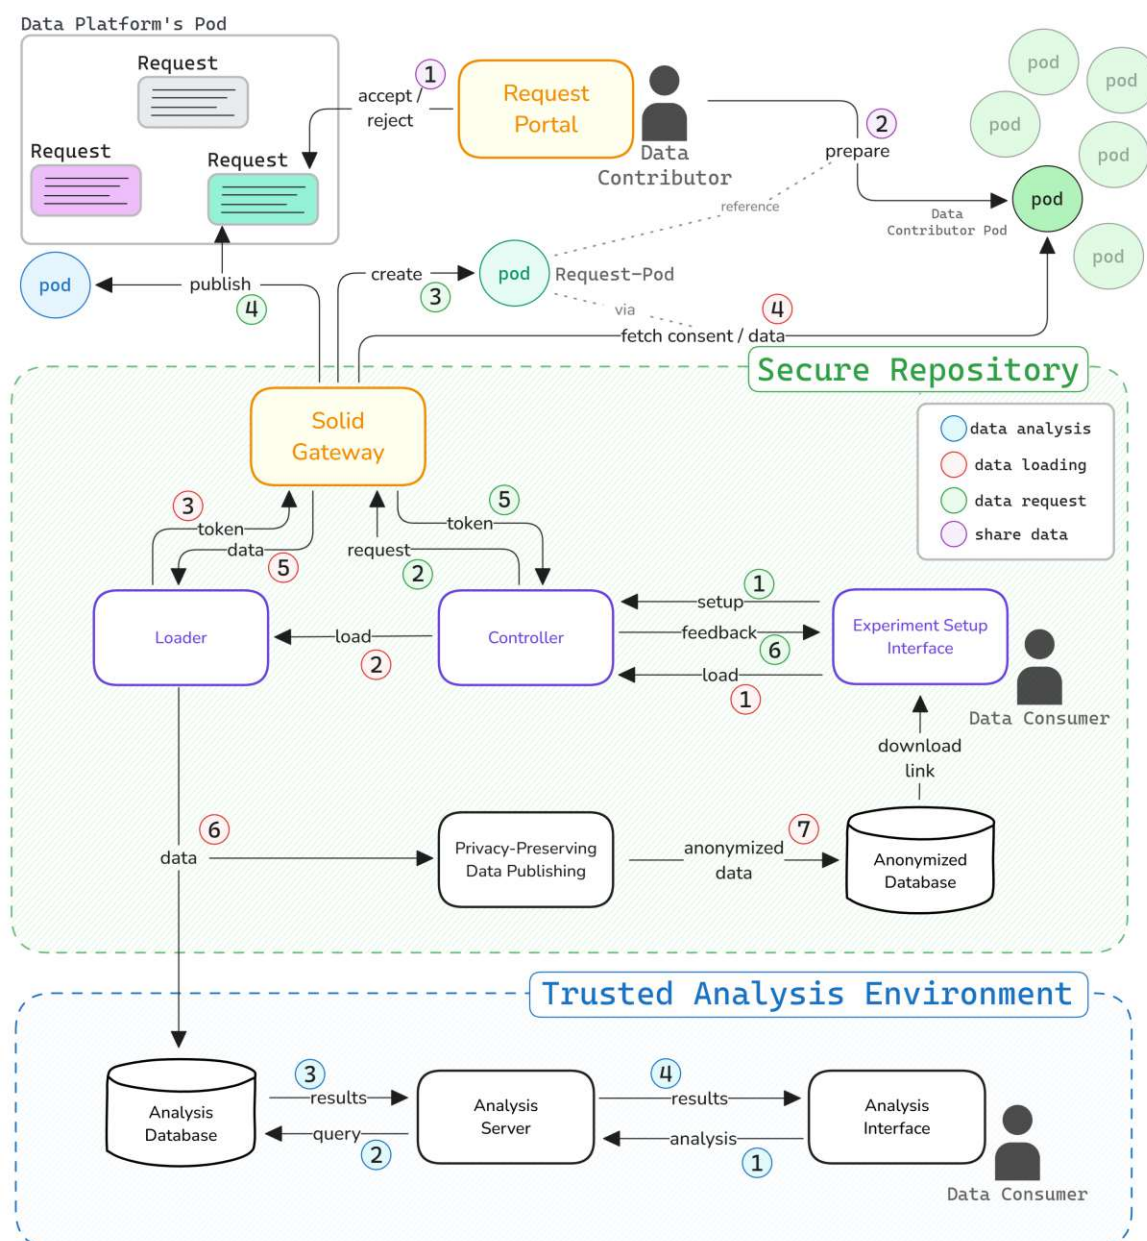 Data Platform's Pod
Request
Request
Request
accept /
reject
1
Request
Portal
Data
Contributor
2
prepare
reference
pod
pod
pod
pod
pod
pod
Data
Contributor Pod
pod
publish
4
create
3
pod
Request-Pod
via
4
fetch consent / data
Secure Repository
Solid
Gateway
data analysis
data loading
data request
share data
3
token
data
5
request
2
5
token
Loader
load
2
Controller
1
setup
feedback
6
load
1
Experiment Setup
Interface
Data Consumer
download
link
6
data
Privacy-Preserving
Data Publishing
7
anonymized
data
Anonymized
Database
Trusted Analysis Environment
Analysis
Database
3
results
query
2
Analysis
Server
4
results
analysis
1
Analysis
Interface
Data Consumer